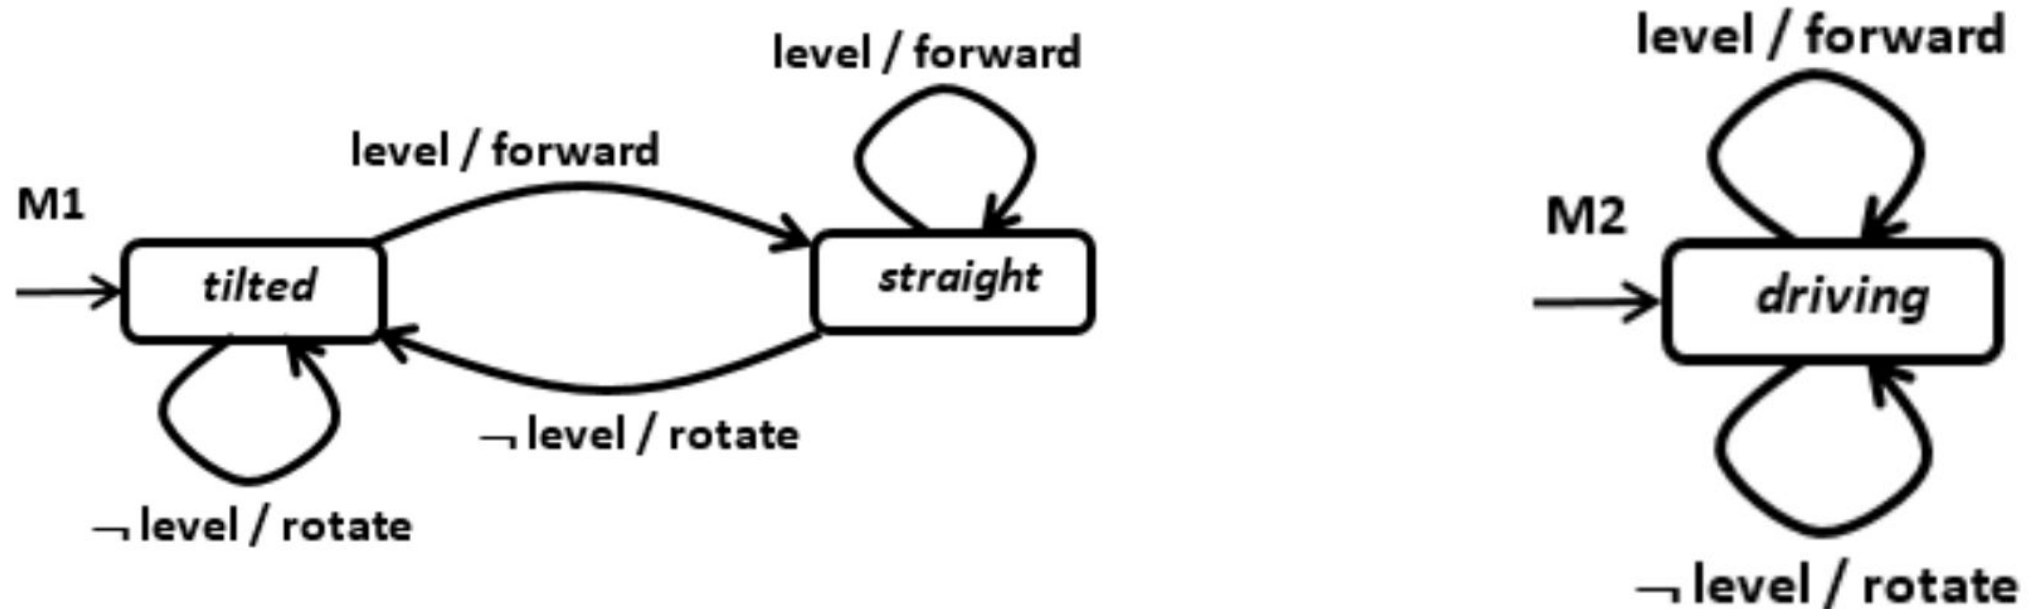 level / forward
level / forward
M1
tilted
straight
¬ level / rotate
¬ level / rotate
level / forward
M2
driving
¬ level / rotate